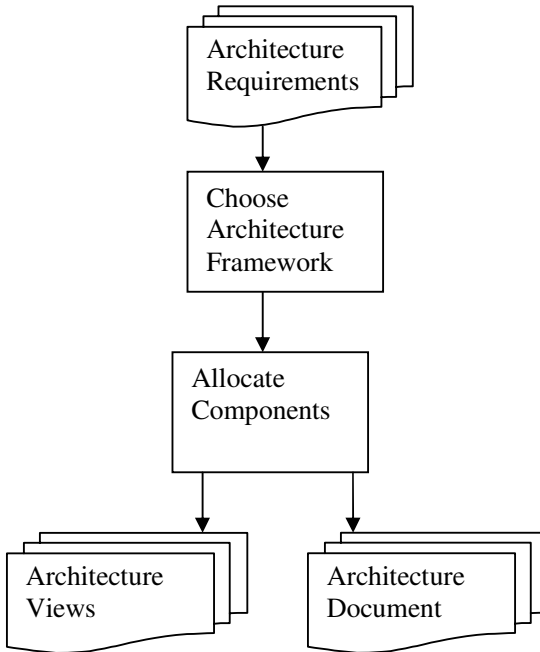 Architecture
Requirements
Choose
Architecture
Framework
Allocate
Components
Architecture
Views
Architecture
Document